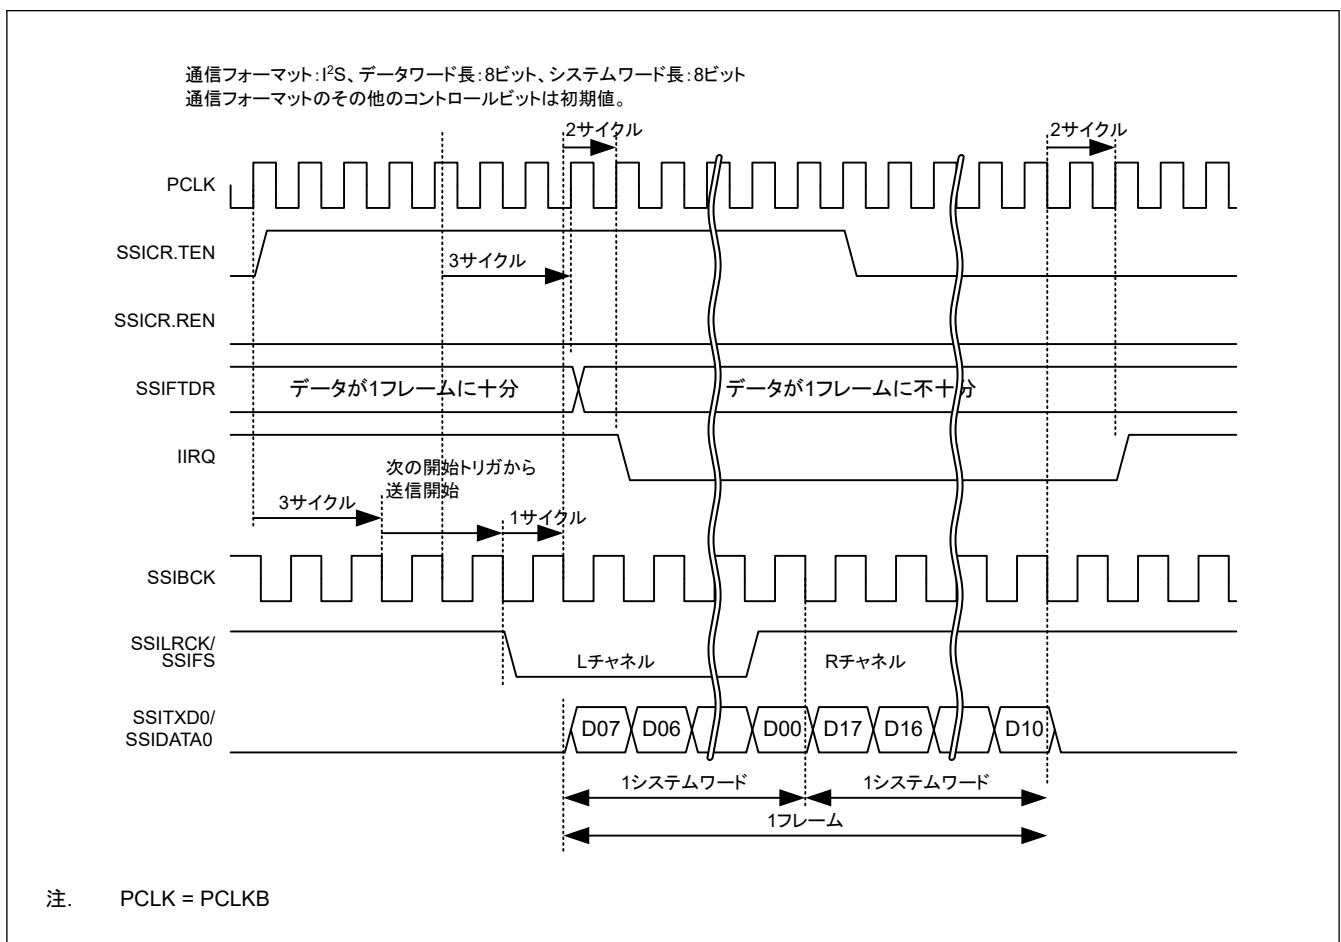 通信フォーマット:I²S、データワード長:8ビット、システムワード長:8ビット
通信フォーマットのその他のコントロールビットは初期値。
2サイクル
2サイクル
PCLK
SSICR.TEN
3サイクル
SSICR.REN
SSIFTDR
データが1フレームに十分
データが1フレームに不十分
IIRQ
次の開始トリガから
送信開始
3サイクル
1サイクル
SSIBCK
SSILRCK/
SSIFS
Lチャネル
Rチャネル
SSITXD0/
SSIDATA0
D07
D06
D00
D17
D16
D10
1システムワード
1システムワード
1フレーム
注. PCLK = PCLKB